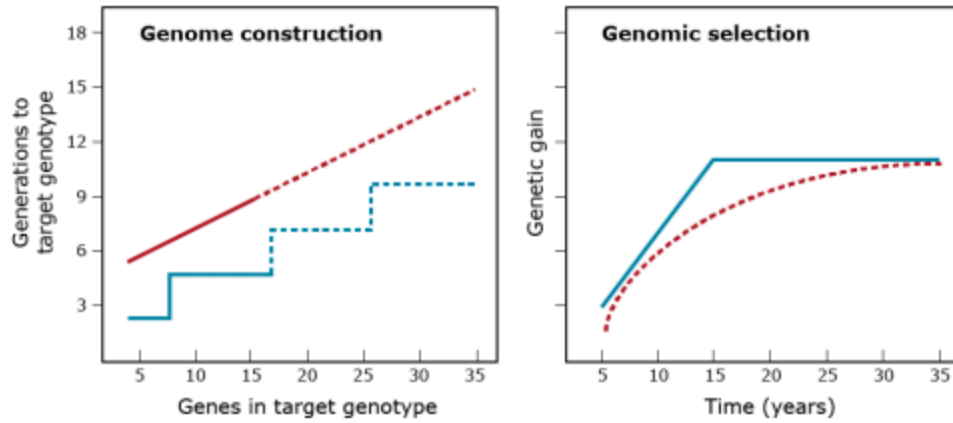 Genome construction
Generations to
target genotype
18
15
12
9
6
3
5 10 15 20 25 30 35
Genes in target genotype
Genomic selection
Genetic gain
5 10 15 20 25 30 35
Time (years)